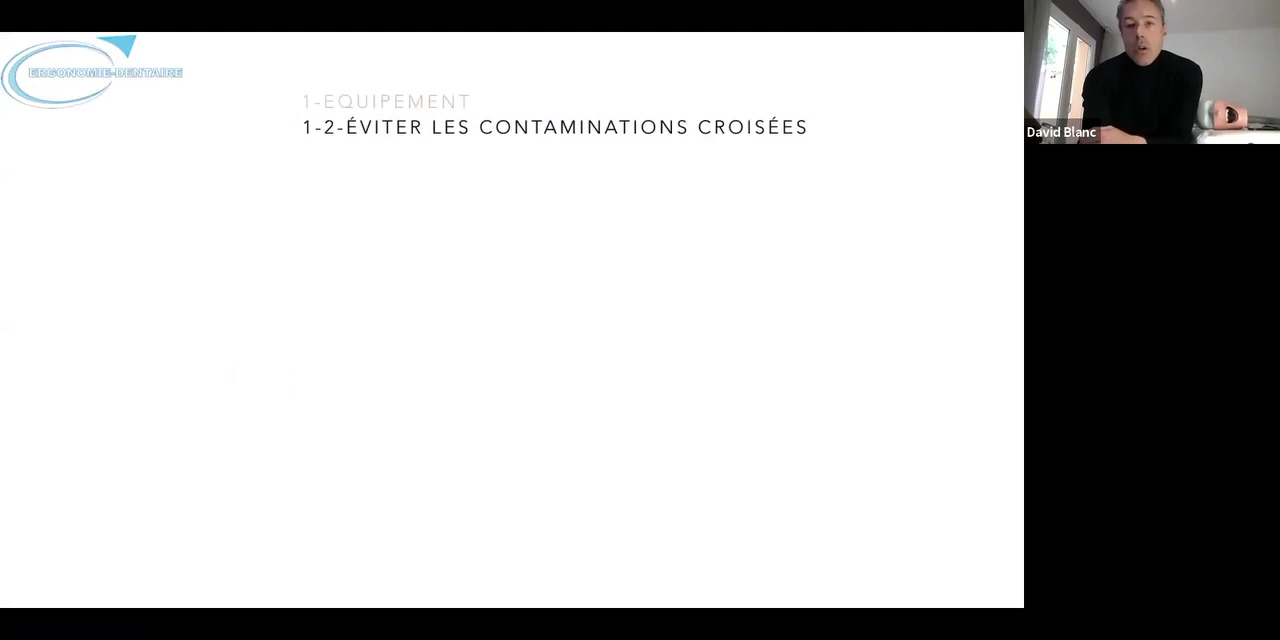 ERGONOMIE-DENTAIRE
1-EQUIPEMENT
1-2-ÉVITER LES CONTAMINATIONS CROISÉES
David Blanc